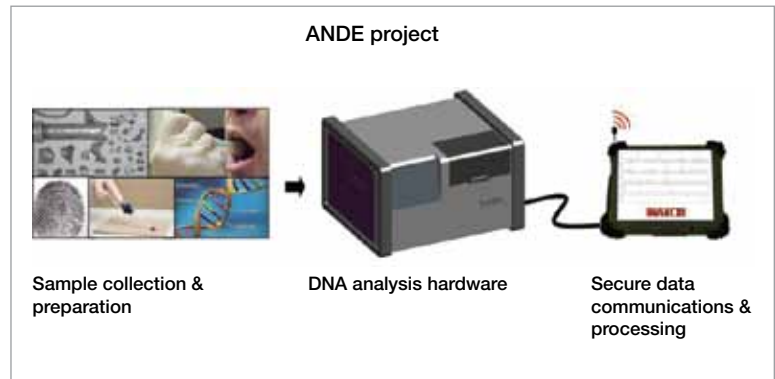 ANDE project
Sample collection &
preparation
DNA analysis hardware
Secure data
communications &
processing